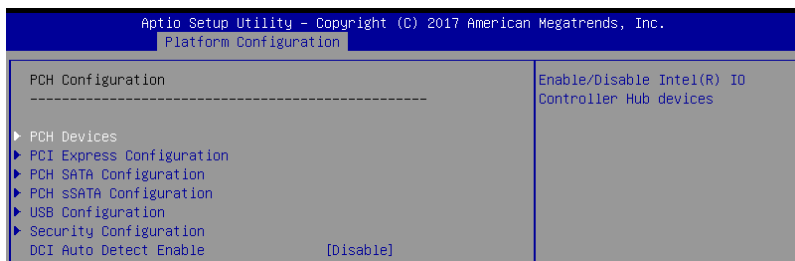 Aptio Setup Utility – Copyright (C) 2017 American Megatrends, Inc.
Platform Configuration
PCH Configuration
--------------------------------------------------
PCH Devices
PCI Express Configuration
PCH SATA Configuration
PCH sSATA Configuration
USB Configuration
Security Configuration
DCI Auto Detect Enable [Disable]
Enable/Disable Intel(R) IO
Controller Hub devices